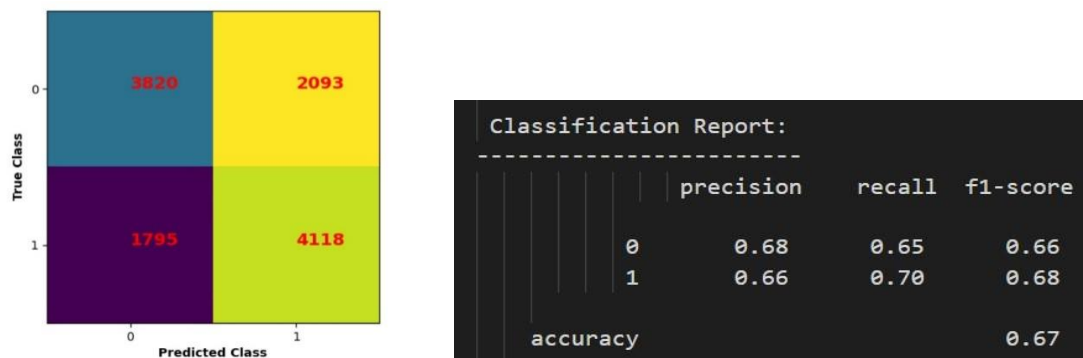 True Class
0
3820 2093
1
1795 4118
0 1
Predicted Class
Classification Report:
-------------------------
precision recall f1-score
0 0.68 0.65 0.66
1 0.66 0.70 0.68
accuracy 0.67